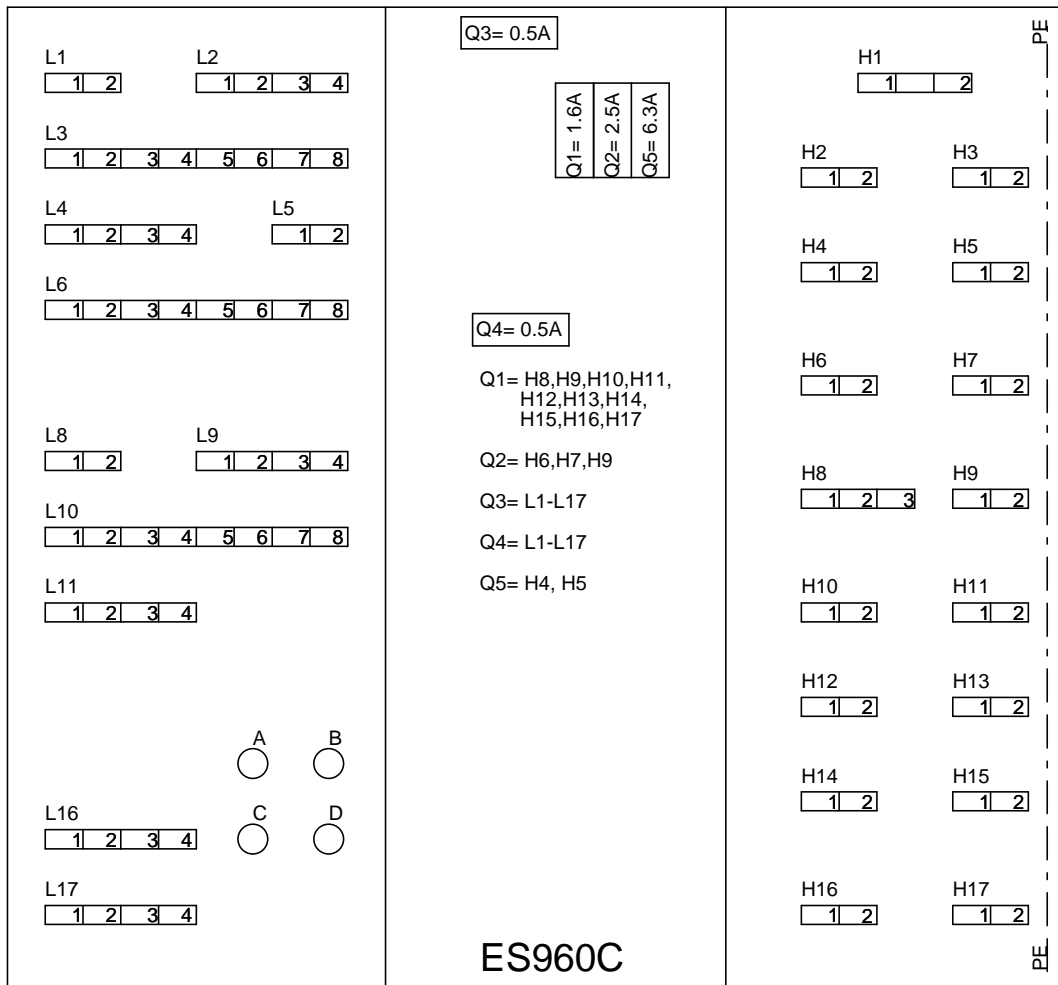 L1
1 2
L2
1 2 3 4
L3
1 2 3 4 5 6 7 8
L4
1 2 3 4
L5
1 2
L6
1 2 3 4 5 6 7 8
L8
1 2
L9
1 2 3 4
L10
1 2 3 4 5 6 7 8
L11
1 2 3 4
A B
C D
L16
1 2 3 4
L17
1 2 3 4
Q3= 0.5A
Q1= 1.6A
Q2= 2.5A
Q5= 6.3A
Q4= 0.5A
Q1= H8,H9,H10,H11,
H12,H13,H14,
H15,H16,H17
Q2= H6,H7,H9
Q3= L1-L17
Q4= L1-L17
Q5= H4, H5
ES960C
PE
H1
1 2
H2
1 2
H3
1 2
H4
1 2
H5
1 2
H6
1 2
H7
1 2
H8
1 2 3
H9
1 2
H10
1 2
H11
1 2
H12
1 2
H13
1 2
H14
1 2
H15
1 2
H16
1 2
H17
1 2
PE